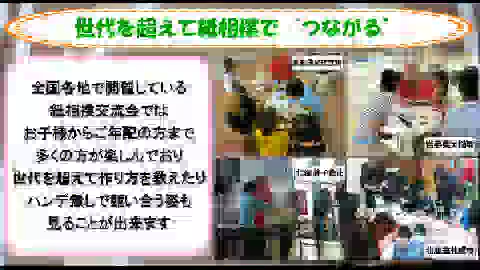 世代を超えて紙相撲で“つながる”
全国各地で開催している
紙相撲交流会では
お子様からご年配の方まで
多くの方が楽しんでおり
世代を超えて作り方を教えたり
ハンデ無しで競い合う姿も
見ることが出来ます